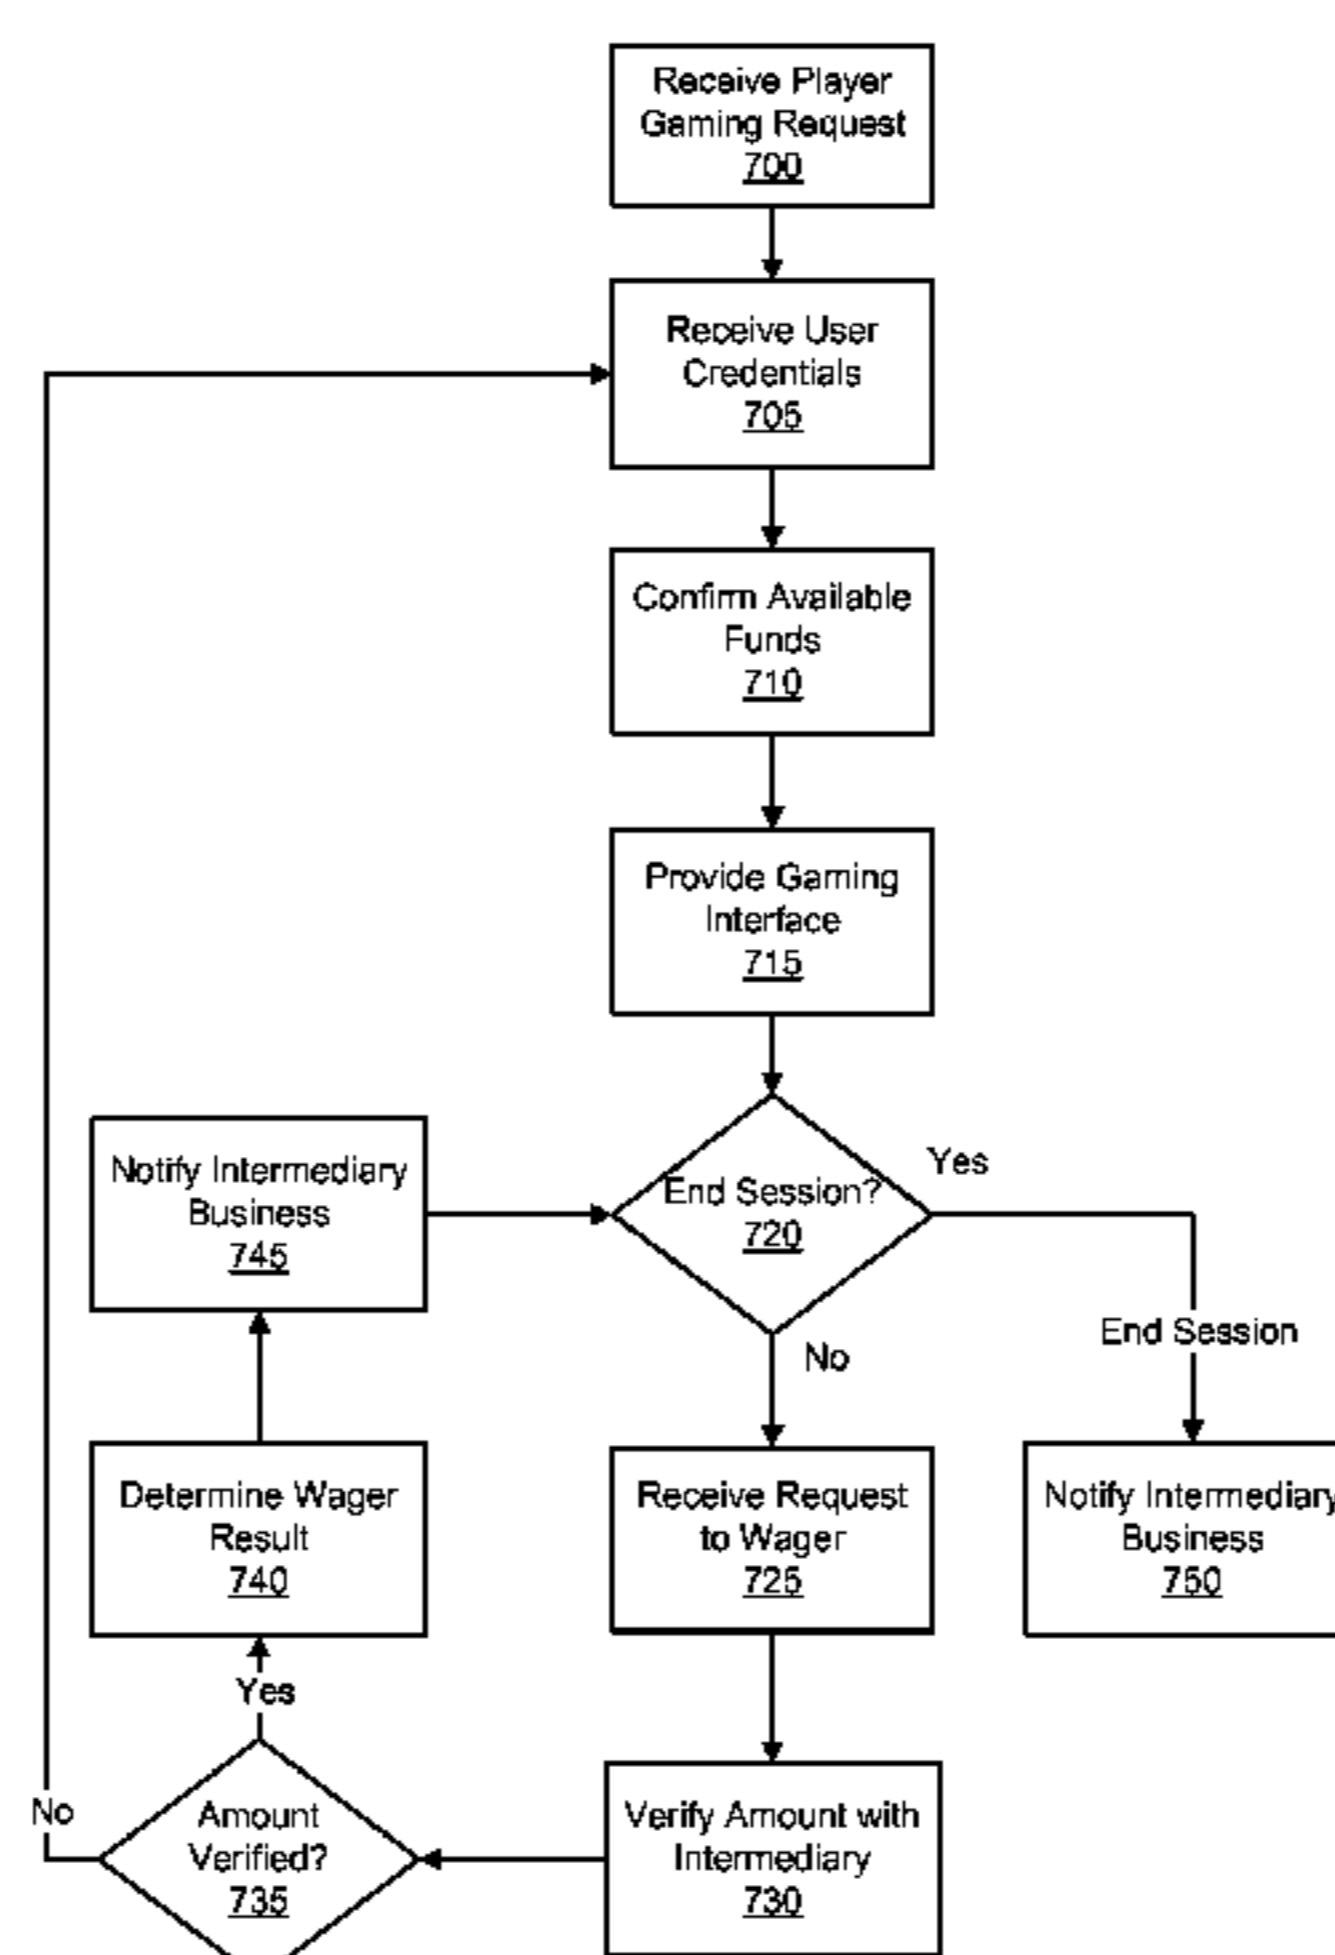 Receive Player
Gaming Request
700
Receive User
Credentials
705
Confirm Available
Funds
710
Provide Gaming
Interface
715
End Session?
720
Yes
No
End Session
Notify Intermediary
Business
745
Determine Wager
Result
740
Receive Request
to Wager
725
Notify Intermediary
Business
750
Yes
No
Amount
Verified?
735
Verify Amount with
Intermediary
730